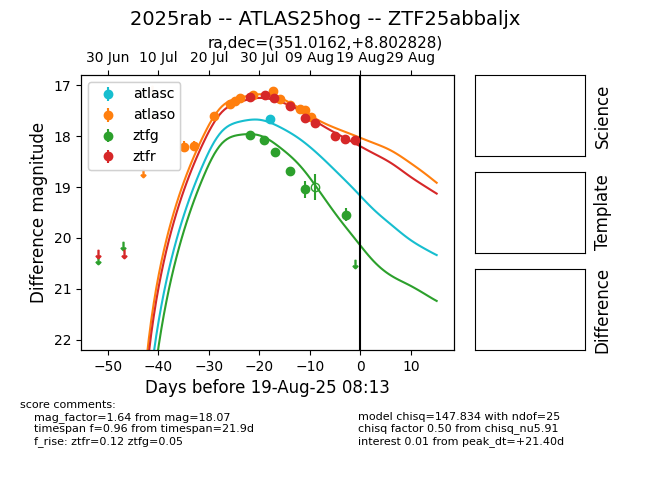 2025rab -- ATLAS25hog -- ZTF25abbaljx
ra,dec=(351.0162,+8.802828)
30 Jun 10 Jul 20 Jul 30 Jul 09 Aug 19 Aug 29 Aug
17
18
19
20
21
22
Difference magnitude
atlasc
atlaso
ztfg
ztfr
−50 −40 −30 −20 −10 0 10
Days before 19-Aug-25 08:13
Science
Template
Difference
score comments:
mag_factor=1.64 from mag=18.07
timespan f=0.96 from timespan=21.9d
f_rise: ztfr=0.12 ztfg=0.05
model chisq=147.834 with ndof=25
chisq factor 0.50 from chisq_nu5.91
interest 0.01 from peak_dt=+21.40d